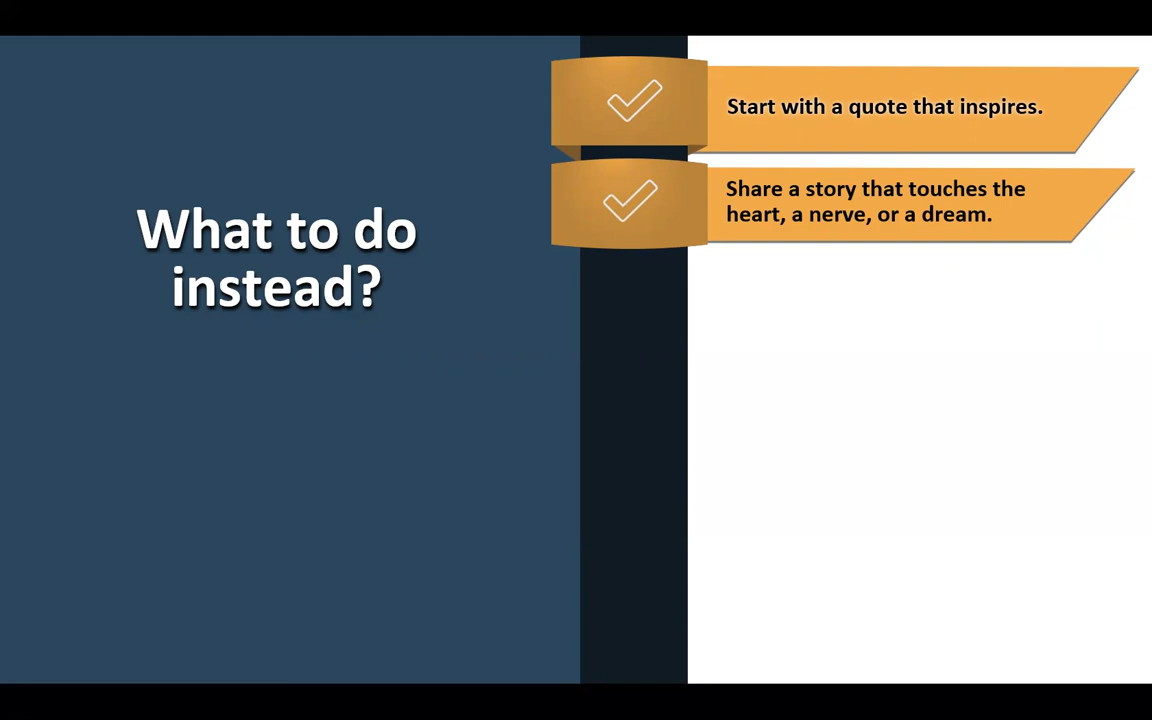 What to do
instead?
Start with a quote that inspires.
Share a story that touches the
heart, a nerve, or a dream.